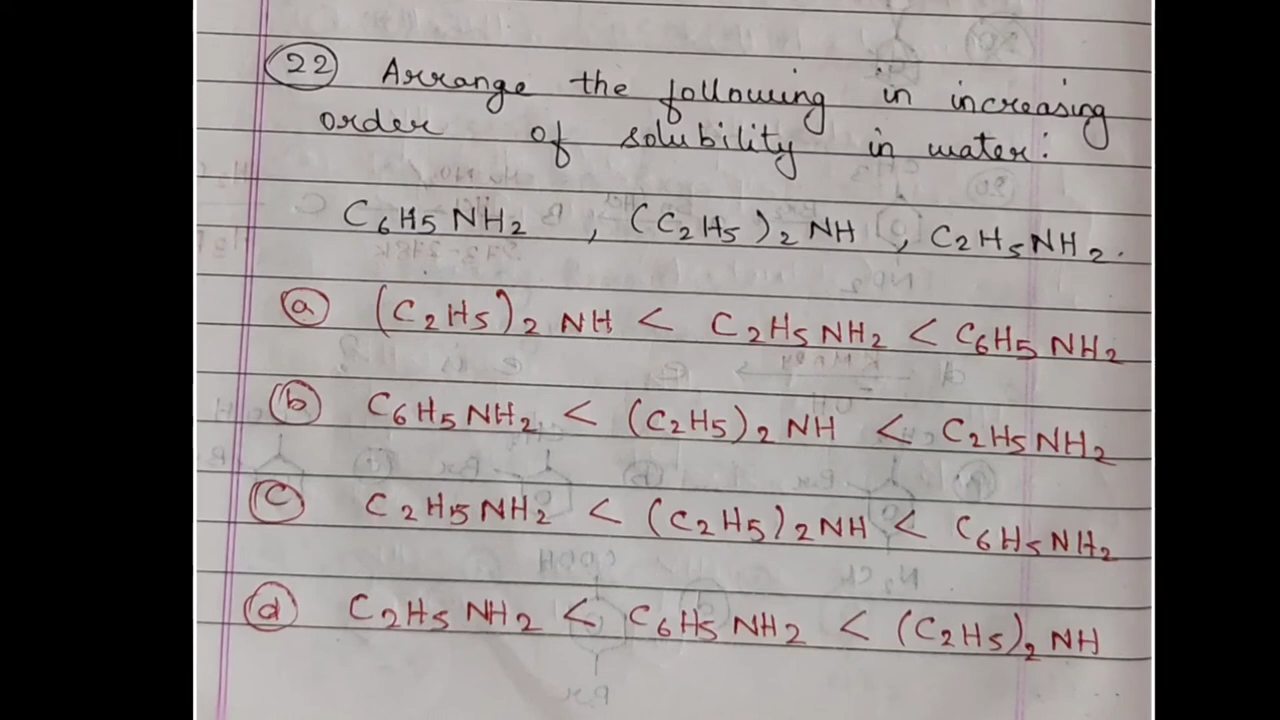 22 Arrange the following in increasing
order of solubility in water:
C6H5NH2 , (C2H5)2NH , C2H5NH2.
a (C2H5)2NH < C2H5NH2 < C6H5NH2
b C6H5NH2 < (C2H5)2NH < C2H5NH2
c C2H5NH2 < (C2H5)2NH < C6H5NH2
d C2H5NH2 < C6H5NH2 < (C2H5)2NH